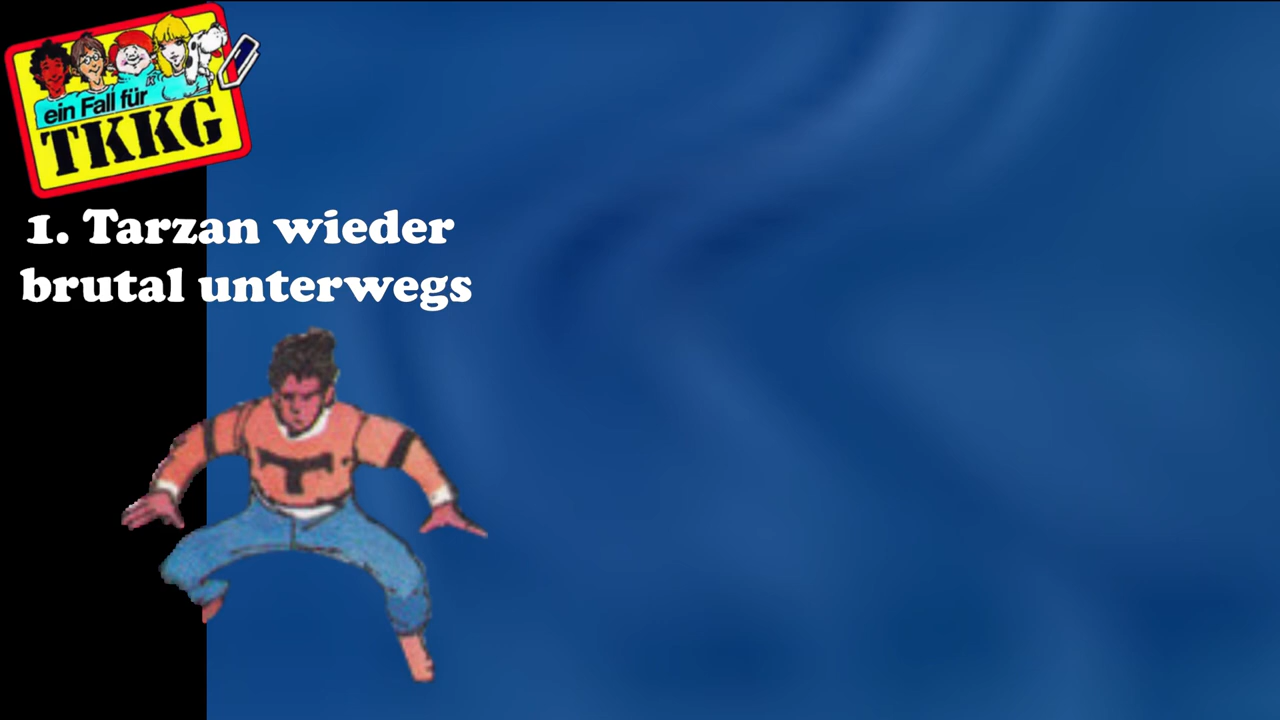 ein Fall für
TKKG
1. Tarzan wieder
brutal unterwegs
T